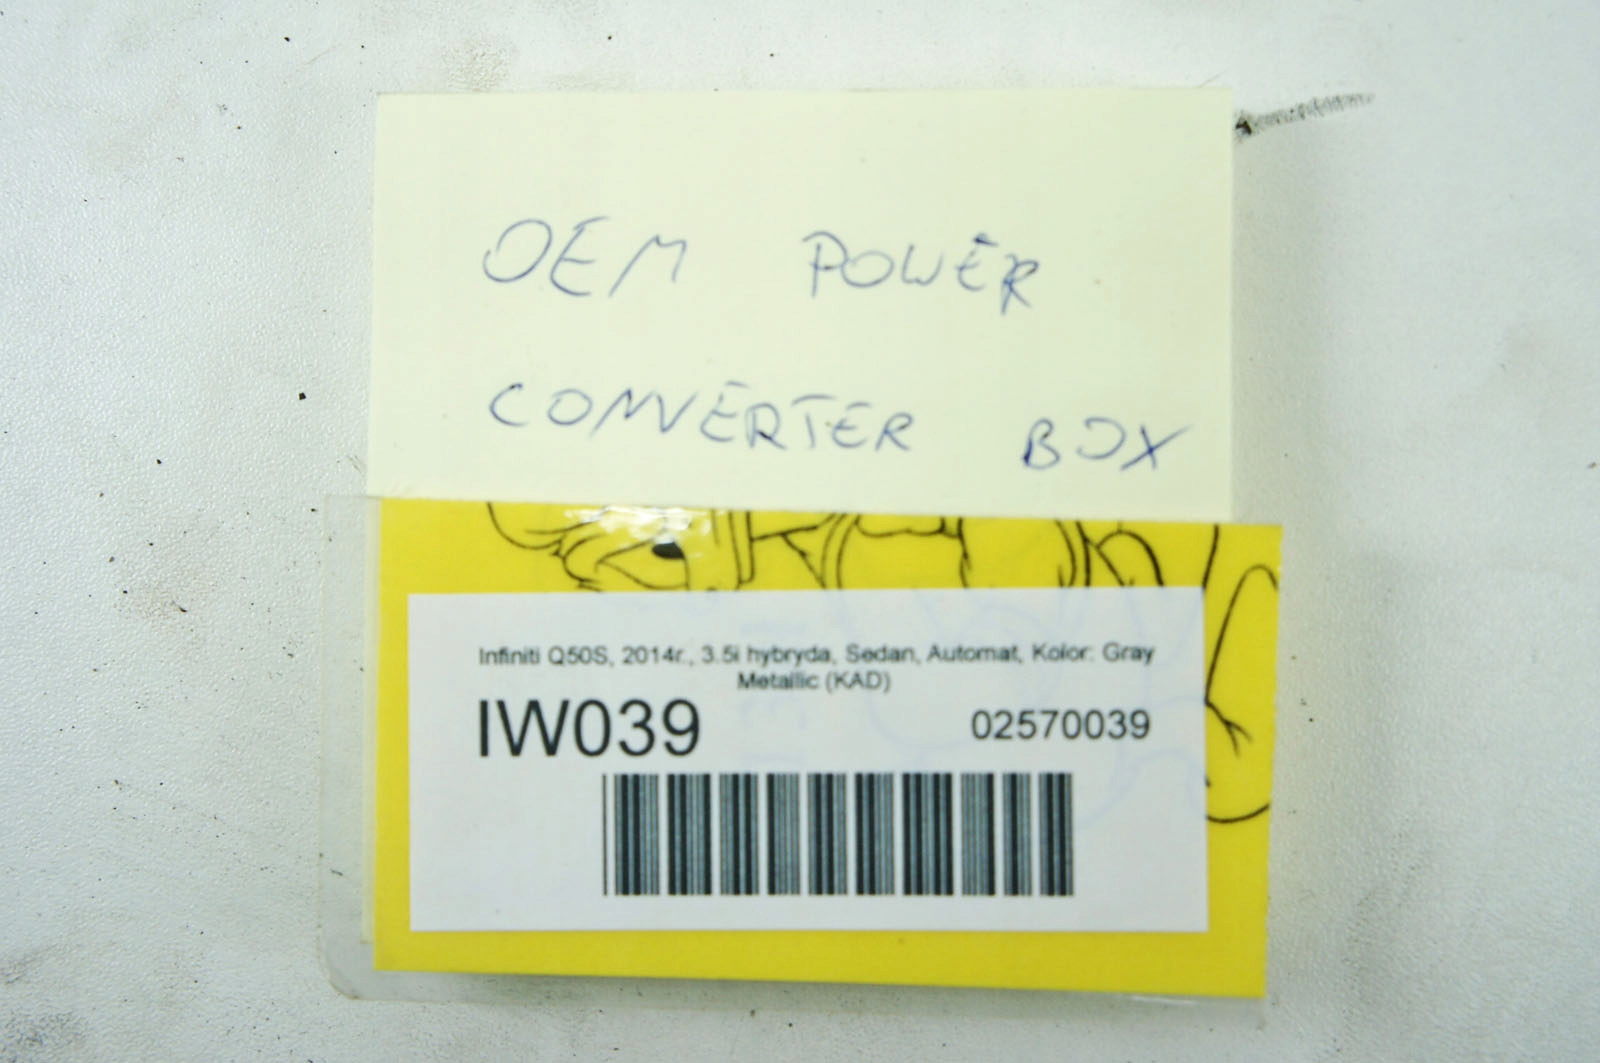 OEM POWER
CONVERTER BOX
Infiniti Q50S, 2014r., 3.5i hybryda, Sedan, Automat, Kolor: Gray
Metallic (KAD)
IW039 02570039